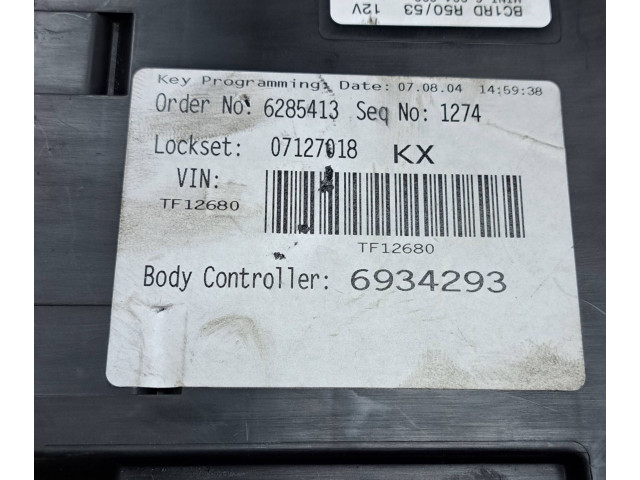 BC1RD R50/53
12V
Key Programming: Date: 07.08.04 14:59:38
Order No: 6285413 Seq No: 1274
Lockset: 07127018 KX
VIN:
TF12680
TF12680
Body Controller: 6934293